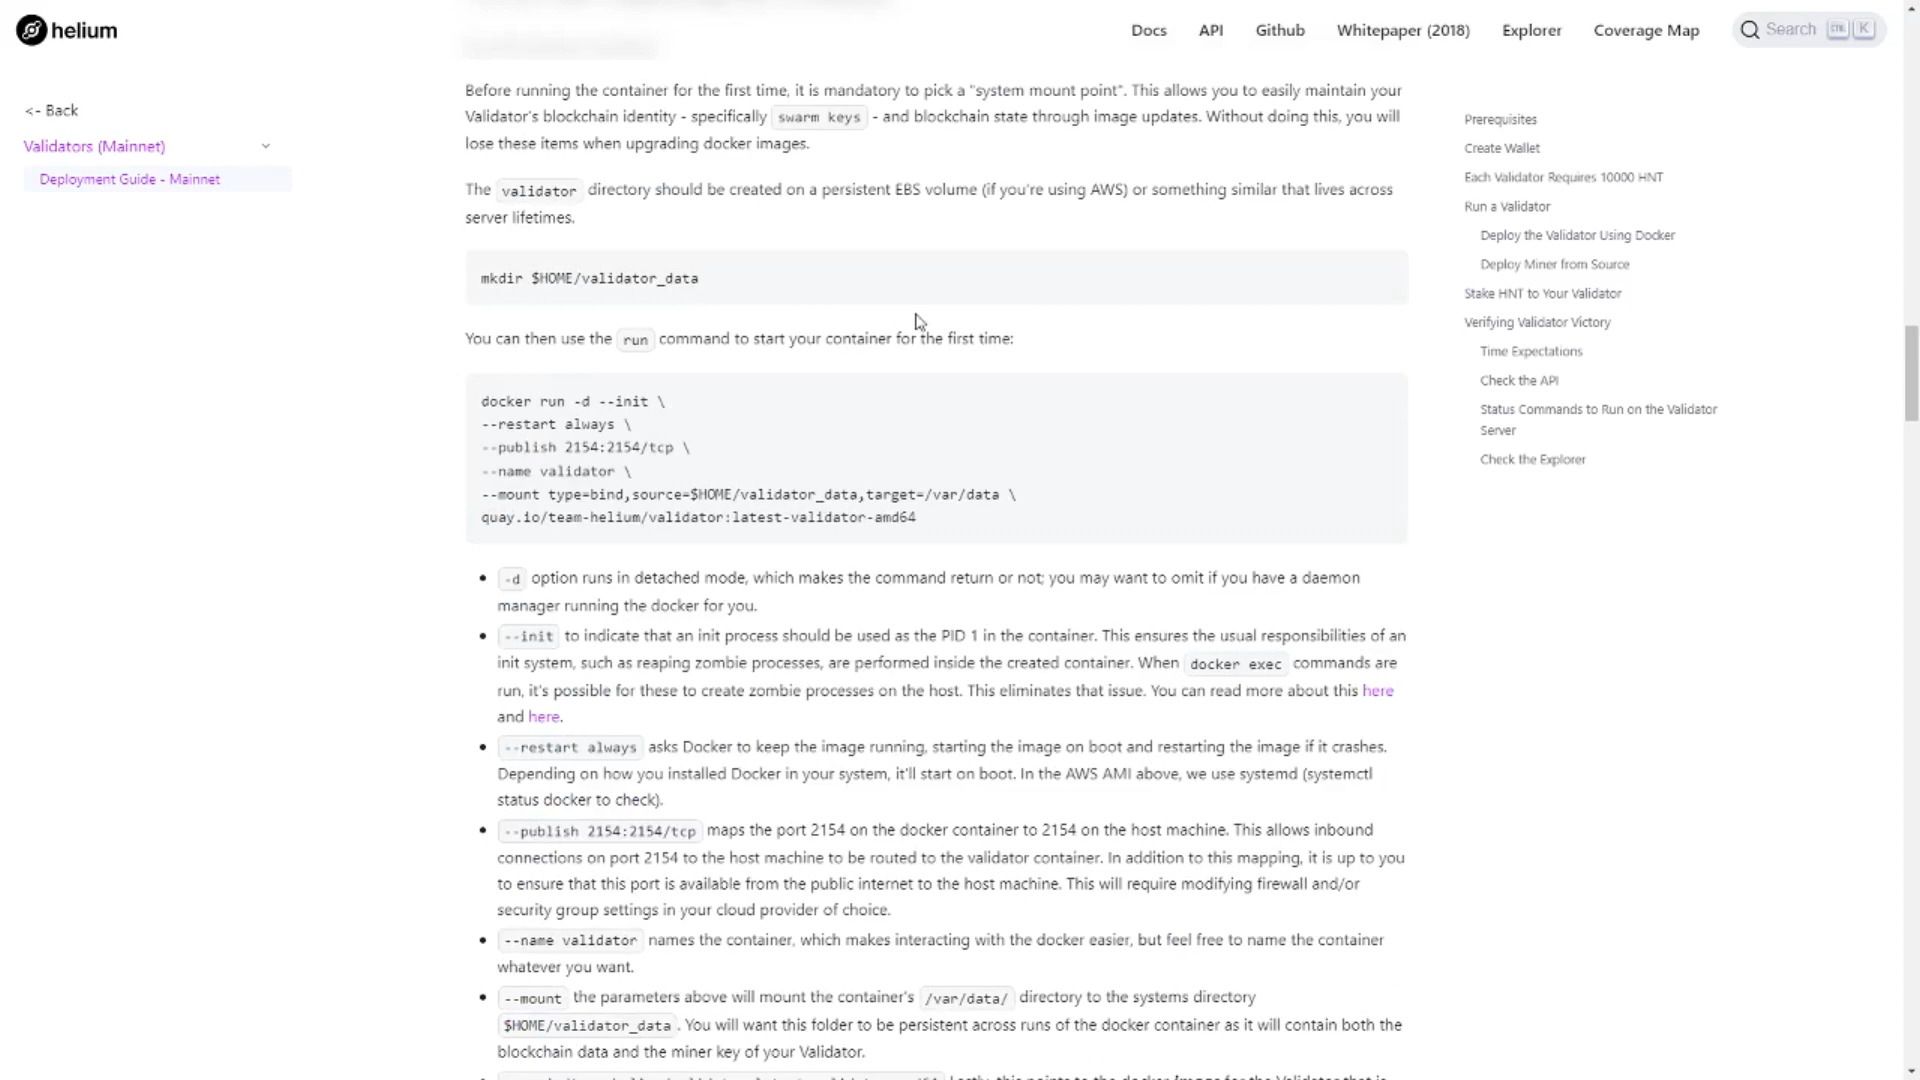 helium
Docs API Github Whitepaper (2018) Explorer Coverage Map Search CTRL K
<- Back
Validators (Mainnet)
Deployment Guide - Mainnet
Before running the container for the first time, it is mandatory to pick a "system mount point". This allows you to easily maintain your
Validator's blockchain identity - specifically swarm keys - and blockchain state through image updates. Without doing this, you will
lose these items when upgrading docker images.
The validator directory should be created on a persistent EBS volume (if you're using AWS) or something similar that lives across
server lifetimes.
mkdir $HOME/validator_data
You can then use the run command to start your container for the first time:
docker run -d --init \
--restart always \
--publish 2154:2154/tcp \
--name validator \
--mount type=bind,source=$HOME/validator_data,target=/var/data \
quay.io/team-helium/validator:latest-validator-amd64
-d option runs in detached mode, which makes the command return or not; you may want to omit if you have a daemon
manager running the docker for you.
--init to indicate that an init process should be used as the PID 1 in the container. This ensures the usual responsibilities of an
init system, such as reaping zombie processes, are performed inside the created container. When docker exec commands are
run, it's possible for these to create zombie processes on the host. This eliminates that issue. You can read more about this here
and here.
--restart always asks Docker to keep the image running, starting the image on boot and restarting the image if it crashes.
Depending on how you installed Docker in your system, it'll start on boot. In the AWS AMI above, we use systemd (systemctl
status docker to check).
--publish 2154:2154/tcp maps the port 2154 on the docker container to 2154 on the host machine. This allows inbound
connections on port 2154 to the host machine to be routed to the validator container. In addition to this mapping, it is up to you
to ensure that this port is available from the public internet to the host machine. This will require modifying firewall and/or
security group settings in your cloud provider of choice.
--name validator names the container, which makes interacting with the docker easier, but feel free to name the container
whatever you want.
--mount the parameters above will mount the container's /var/data/ directory to the systems directory
$HOME/validator_data . You will want this folder to be persistent across runs of the docker container as it will contain both the
blockchain data and the miner key of your Validator.
Lastly, this points to the docker image for the Validator that is
Prerequisites
Create Wallet
Each Validator Requires 10000 HNT
Run a Validator
Deploy the Validator Using Docker
Deploy Miner from Source
Stake HNT to Your Validator
Verifying Validator Victory
Time Expectations
Check the API
Status Commands to Run on the Validator
Server
Check the Explorer